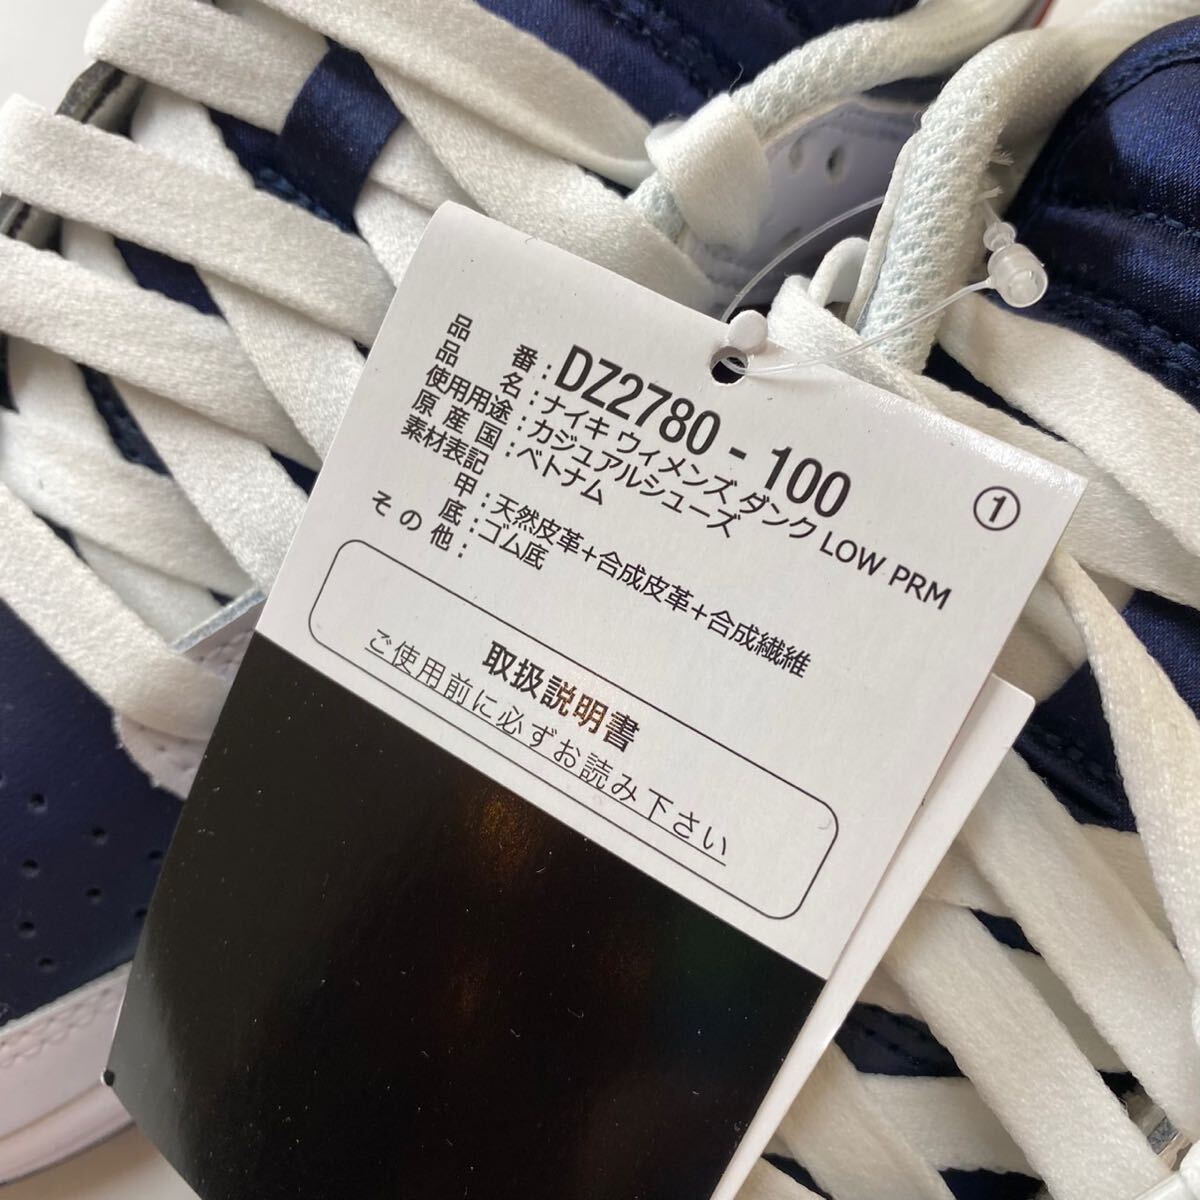 品番：DZ2780 - 100
①
品名：ナイキ ウィメンズ ダンク LOW PRM
使用用途：カジュアルシューズ
原産国：ベトナム
素材表記
甲：天然皮革＋合成皮革＋合成繊維
底：ゴム底
その他：
取扱説明書
ご使用前に必ずお読み下さい